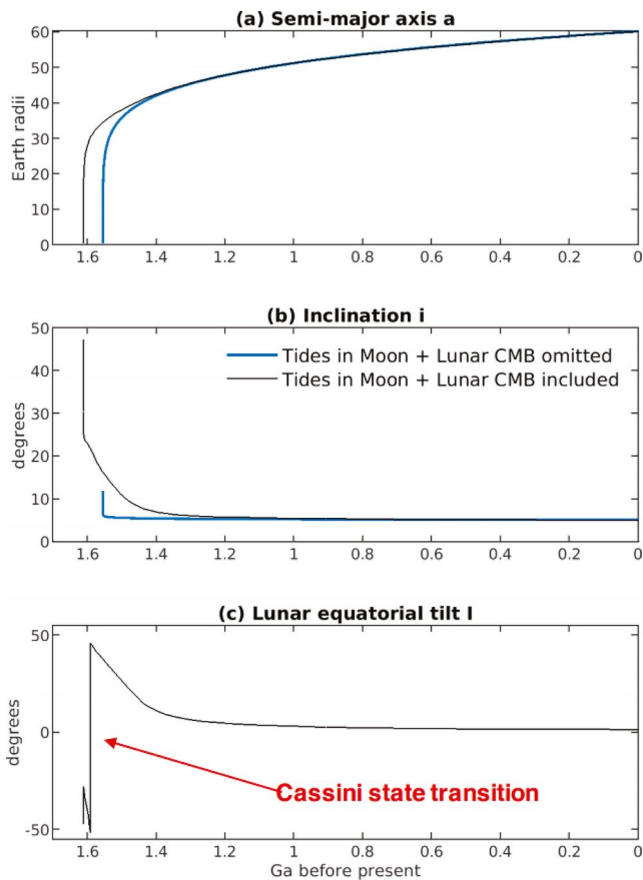 (a) Semi-major axis a
60
50
40
30
20
10
0
Earth radii
1.6 1.4 1.2 1 0.8 0.6 0.4 0.2 0
(b) Inclination i
50
40
30
20
10
0
degrees
Tides in Moon + Lunar CMB omitted
Tides in Moon + Lunar CMB included
1.6 1.4 1.2 1 0.8 0.6 0.4 0.2 0
(c) Lunar equatorial tilt I
50
0
-50
degrees
Cassini state transition
1.6 1.4 1.2 1 0.8 0.6 0.4 0.2 0
Ga before present